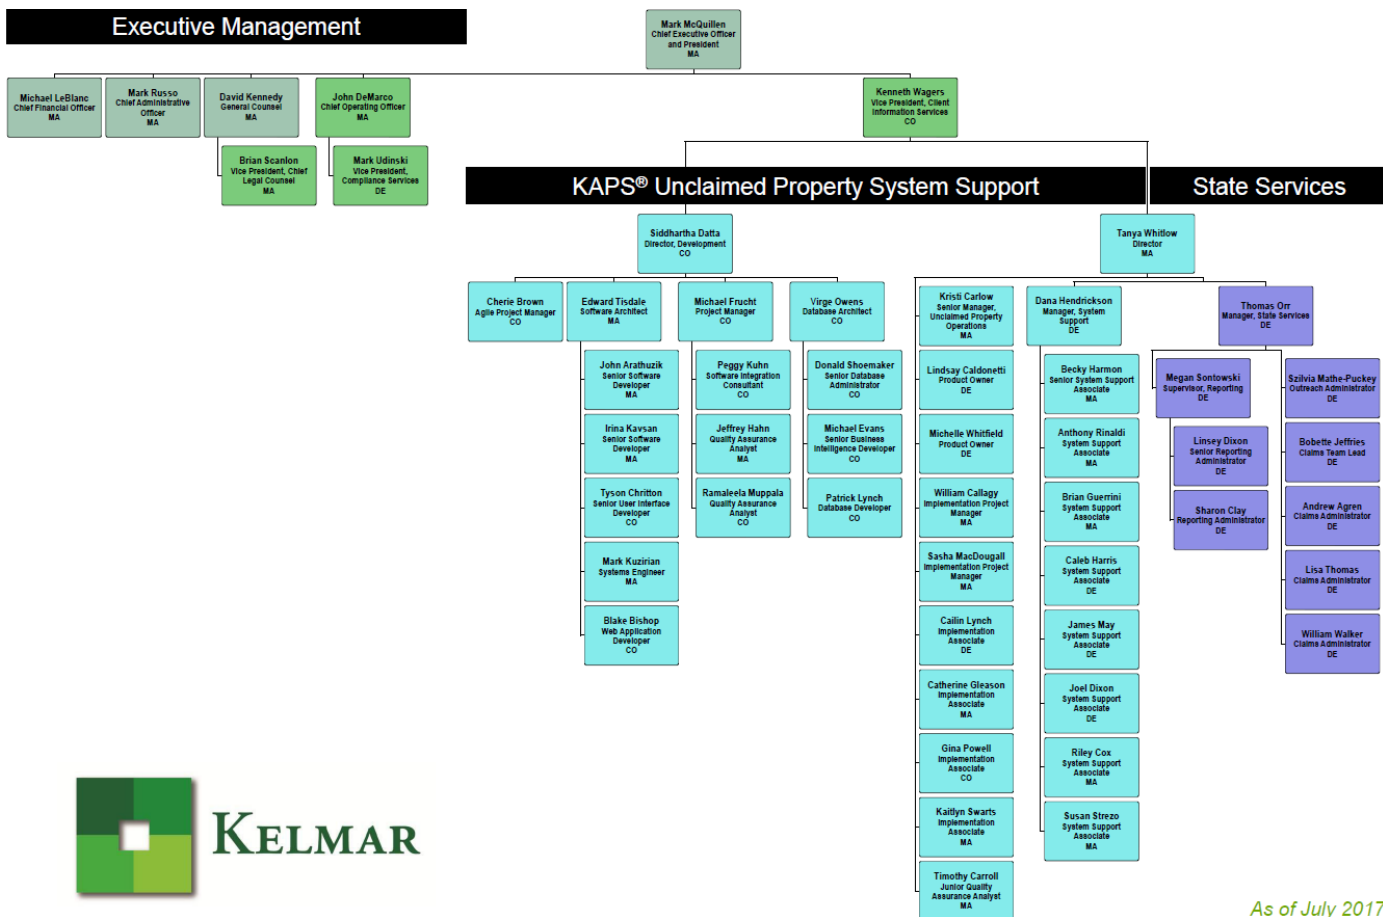 Executive Management
Mark McQuillen
Chief Executive Officer
and President
MA
Michael LeBlanc
Chief Financial Officer
MA
Mark Russo
Chief Administrative
Officer
MA
David Kennedy
General Counsel
MA
John DeMarco
Chief Operating Officer
MA
Kenneth Wagers
Vice President, Client
Information Services
CO
Brian Scanlon
Vice President, Chief
Legal Counsel
MA
Mark Udinski
Vice President,
Compliance Services
DE
KAPS® Unclaimed Property System Support
State Services
Siddhartha Datta
Director, Development
CO
Tanya Whitlow
Director
MA
Cherie Brown
Agile Project Manager
CO
Edward Tisdale
Software Architect
MA
Michael Frucht
Project Manager
CO
Virge Owens
Database Architect
CO
John Arathuzik
Senior Software
Developer
MA
Irina Kavsan
Senior Software
Developer
MA
Tyson Chritton
Senior User Interface
Developer
CO
Mark Kuzirian
Systems Engineer
MA
Blake Bishop
Web Application
Developer
CO
Peggy Kuhn
Software Integration
Consultant
CO
Jeffrey Hahn
Quality Assurance
Analyst
MA
Ramaleela Muppala
Quality Assurance
Analyst
CO
Donald Shoemaker
Senior Database
Administrator
CO
Michael Evans
Senior Business
Intelligence Developer
CO
Patrick Lynch
Database Developer
CO
Kristi Carlow
Senior Manager,
Unclaimed Property
Operations
MA
Lindsay Caldonetti
Product Owner
DE
Michelle Whitfield
Product Owner
DE
William Callagy
Implementation Project
Manager
MA
Sasha MacDougall
Implementation Project
Manager
MA
Cailin Lynch
Implementation
Associate
DE
Catherine Gleason
Implementation
Associate
MA
Gina Powell
Implementation
Associate
CO
Kaitlyn Swarts
Implementation
Associate
MA
Timothy Carroll
Junior Quality
Assurance Analyst
MA
Dana Hendrickson
Manager, System
Support
DE
Becky Harmon
Senior System Support
Associate
MA
Anthony Rinaldi
System Support
Associate
MA
Brian Guerrini
System Support
Associate
MA
Caleb Harris
System Support
Associate
DE
James May
System Support
Associate
DE
Joel Dixon
System Support
Associate
DE
Riley Cox
System Support
Associate
MA
Susan Strezo
System Support
Associate
MA
Thomas Orr
Manager, State Services
DE
Megan Sontowski
Supervisor, Reporting
DE
Linsey Dixon
Senior Reporting
Administrator
DE
Sharon Clay
Reporting Administrator
DE
Szilvia Mathe-Puckey
Outreach Administrator
DE
Bobette Jeffries
Claims Team Lead
DE
Andrew Agren
Claims Administrator
DE
Lisa Thomas
Claims Administrator
DE
William Walker
Claims Administrator
DE
KELMAR
As of July 2017